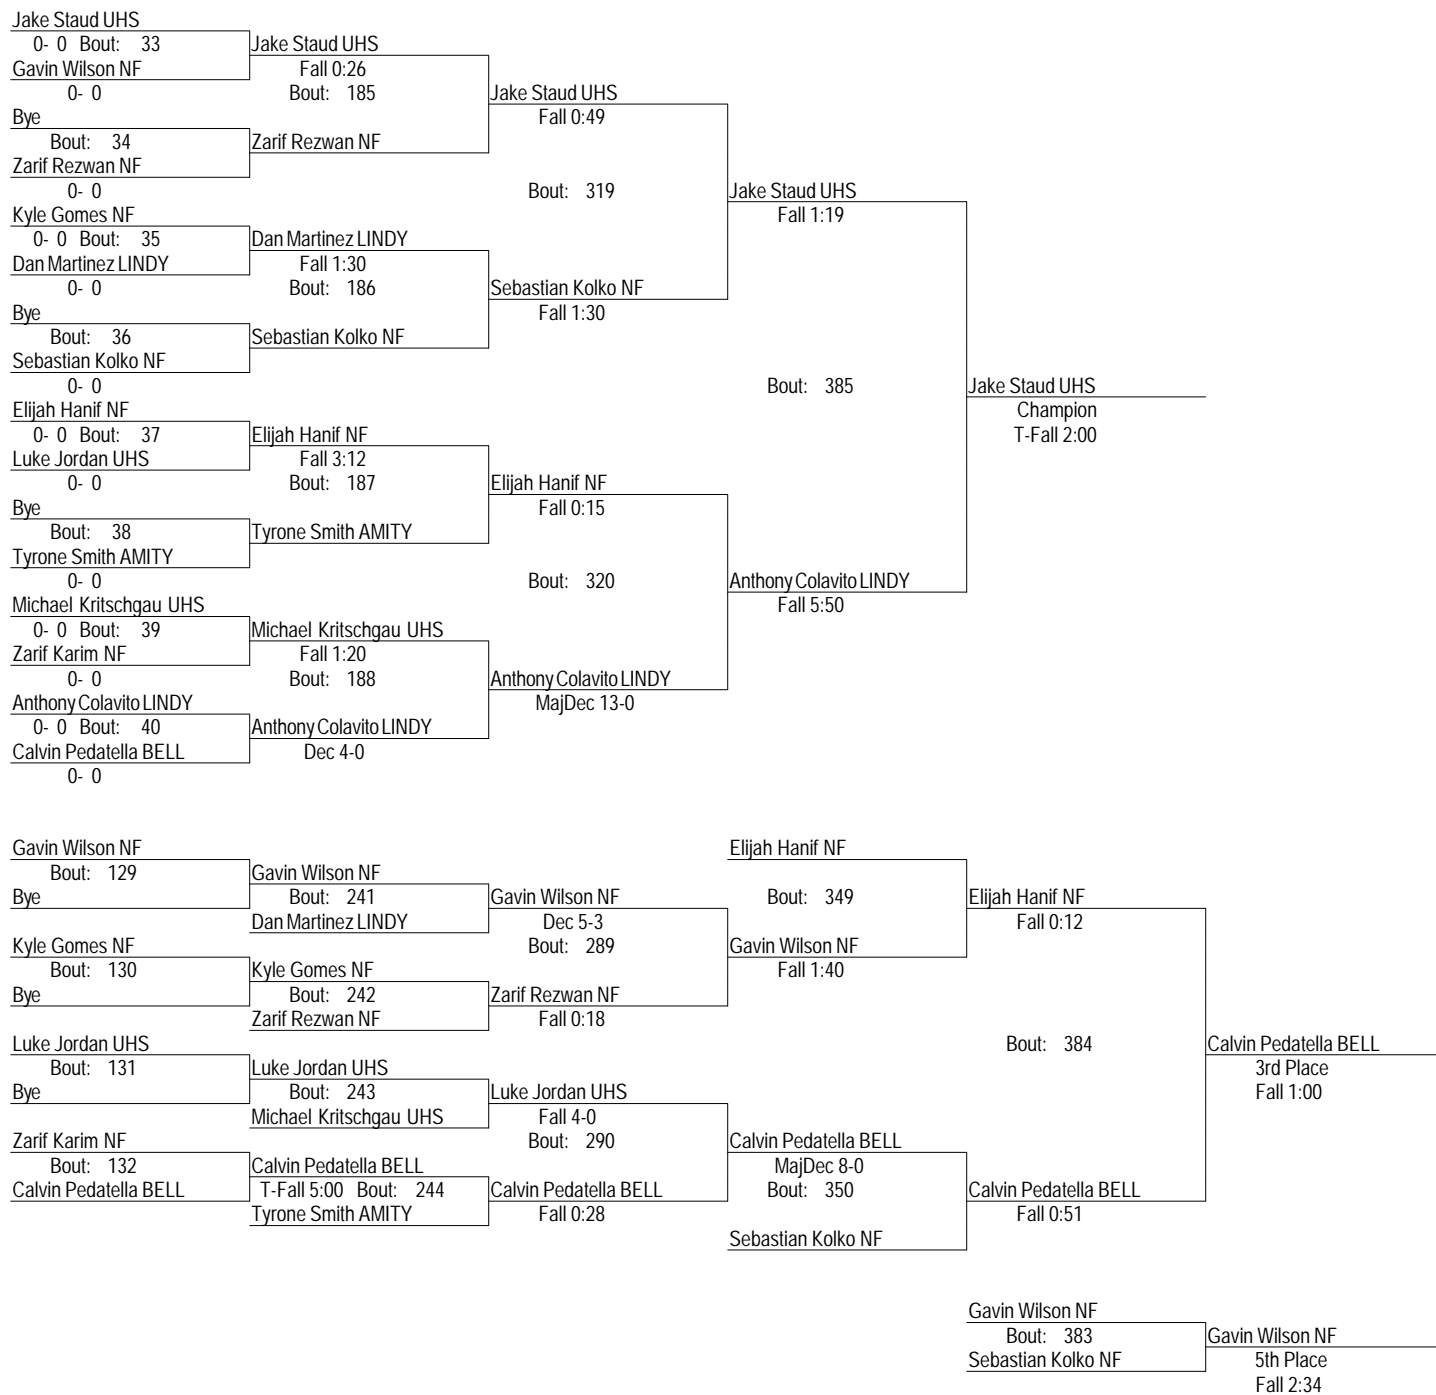 Jake Staud UHS
0- 0 Bout: 33
Jake Staud UHS
Gavin Wilson NF
Fall 0:26
0- 0
Bout: 185
Jake Staud UHS
Bye
Fall 0:49
Bout: 34
Zarif Rezwan NF
Zarif Rezwan NF
0- 0
Bout: 319
Jake Staud UHS
Kyle Gomes NF
Fall 1:19
0- 0 Bout: 35
Dan Martinez LINDY
Dan Martinez LINDY
Fall 1:30
0- 0
Bout: 186
Sebastian Kolko NF
Bye
Fall 1:30
Bout: 36
Sebastian Kolko NF
Sebastian Kolko NF
0- 0
Bout: 385
Jake Staud UHS
Elijah Hanif NF
Champion
0- 0 Bout: 37
Elijah Hanif NF
T-Fall 2:00
Luke Jordan UHS
Fall 3:12
0- 0
Bout: 187
Elijah Hanif NF
Bye
Fall 0:15
Bout: 38
Tyrone Smith AMITY
Tyrone Smith AMITY
0- 0
Bout: 320
Anthony Colavito LINDY
Michael Kritschgau UHS
Fall 5:50
0- 0 Bout: 39
Michael Kritschgau UHS
Zarif Karim NF
Fall 1:20
0- 0
Bout: 188
Anthony Colavito LINDY
Anthony Colavito LINDY
MajDec 13-0
0- 0 Bout: 40
Anthony Colavito LINDY
Calvin Pedatella BELL
Dec 4-0
0- 0
Gavin Wilson NF
Elijah Hanif NF
Bout: 129
Gavin Wilson NF
Bye
Bout: 241
Gavin Wilson NF
Bout: 349
Elijah Hanif NF
Dan Martinez LINDY
Dec 5-3
Fall 0:12
Kyle Gomes NF
Bout: 289
Gavin Wilson NF
Bout: 130
Kyle Gomes NF
Fall 1:40
Bye
Bout: 242
Zarif Rezwan NF
Zarif Rezwan NF
Fall 0:18
Luke Jordan UHS
Bout: 384
Calvin Pedatella BELL
Bout: 131
Luke Jordan UHS
3rd Place
Bye
Bout: 243
Luke Jordan UHS
Fall 1:00
Michael Kritschgau UHS
Fall 4-0
Zarif Karim NF
Bout: 290
Calvin Pedatella BELL
Bout: 132
Calvin Pedatella BELL
MajDec 8-0
Calvin Pedatella BELL
T-Fall 5:00 Bout: 244
Calvin Pedatella BELL
Bout: 350
Calvin Pedatella BELL
Tyrone Smith AMITY
Fall 0:28
Fall 0:51
Sebastian Kolko NF
Gavin Wilson NF
Bout: 383
Gavin Wilson NF
Sebastian Kolko NF
5th Place
Fall 2:34